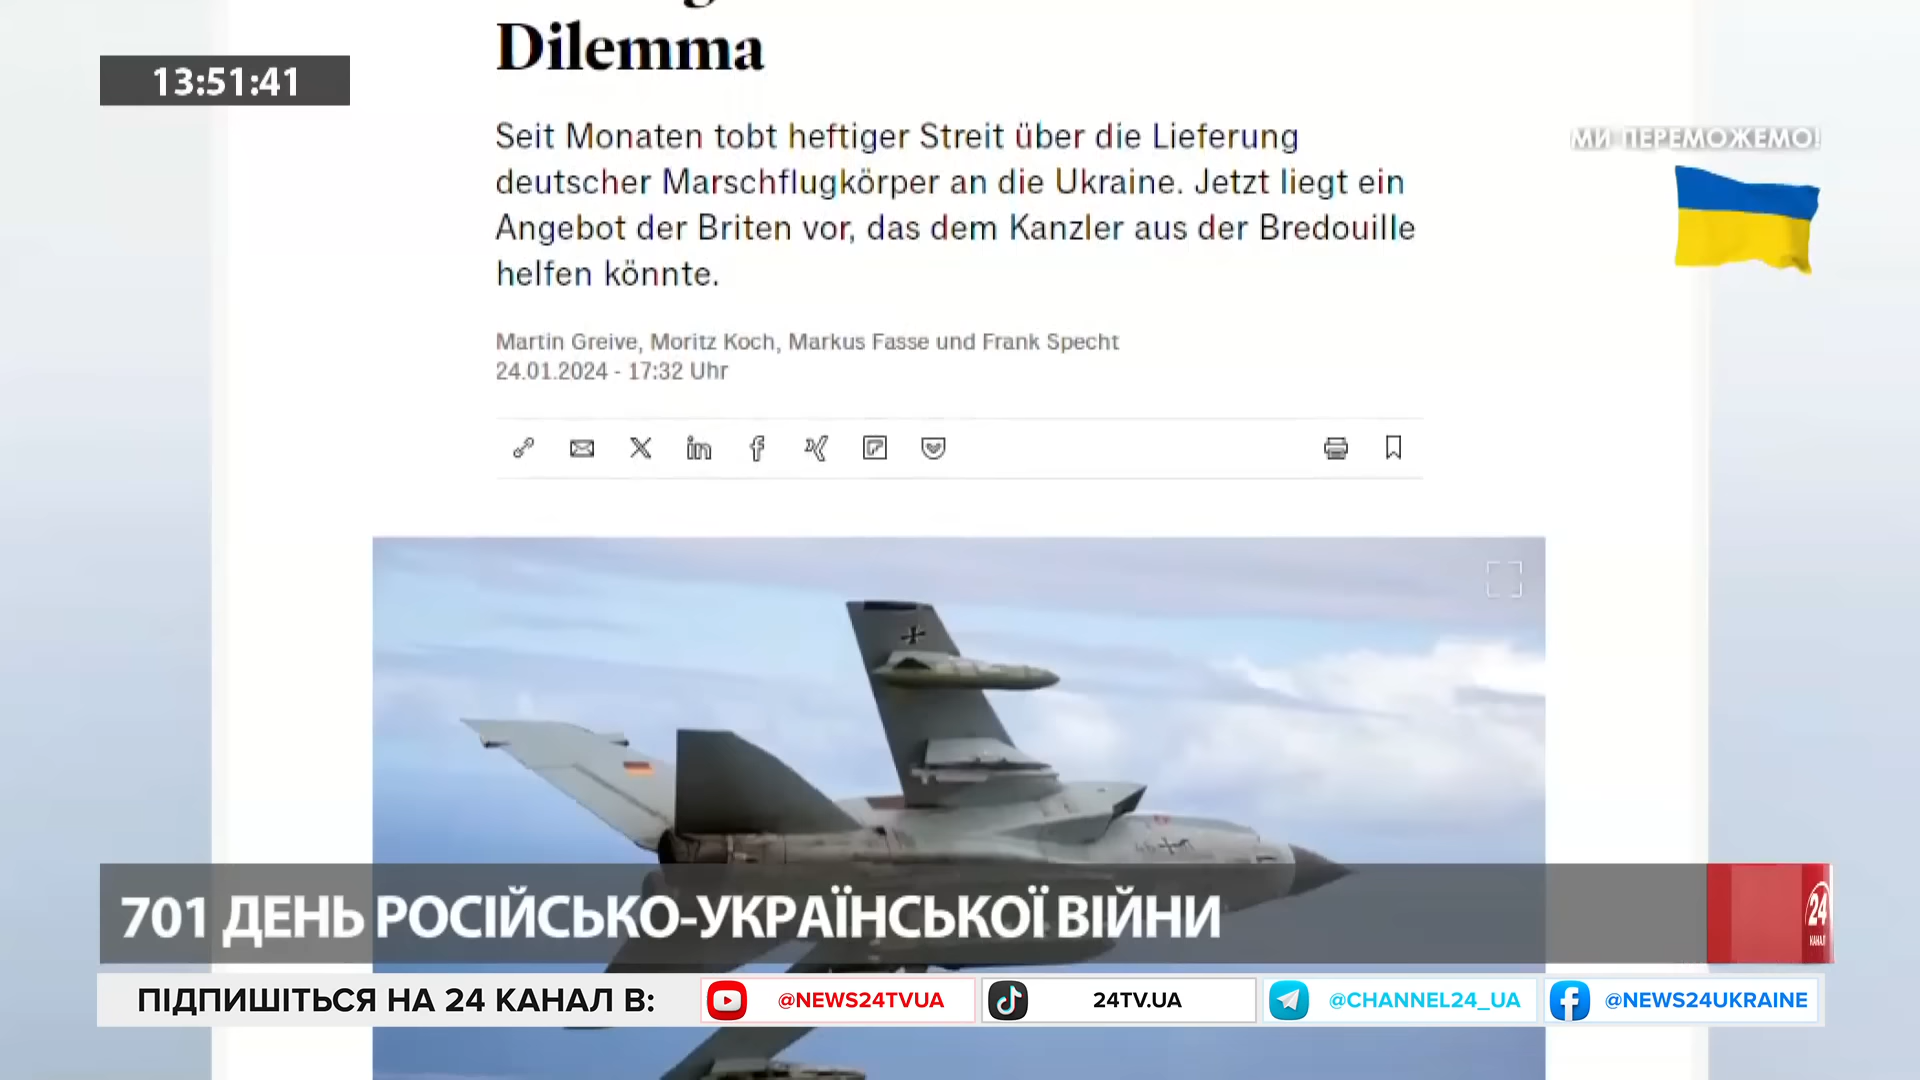 Dilemma
13:51:41
Seit Monaten tobt heftiger Streit über die Lieferung
deutscher Marschflugkörper an die Ukraine. Jetzt liegt ein
Angebot der Briten vor, das dem Kanzler aus der Bredouille
helfen könnte.
МИ ПЕРЕМОЖЕМО!
Martin Greive, Moritz Koch, Markus Fasse und Frank Specht
24.01.2024 - 17:32 Uhr
701 ДЕНЬ РОСІЙСЬКО-УКРАЇНСЬКОЇ ВІЙНИ
24
КАНАЛ
ПІДПИШІТЬСЯ НА 24 КАНАЛ В:
@NEWS24TVUA
24TV.UA
@CHANNEL24_UA
@NEWS24UKRAINE